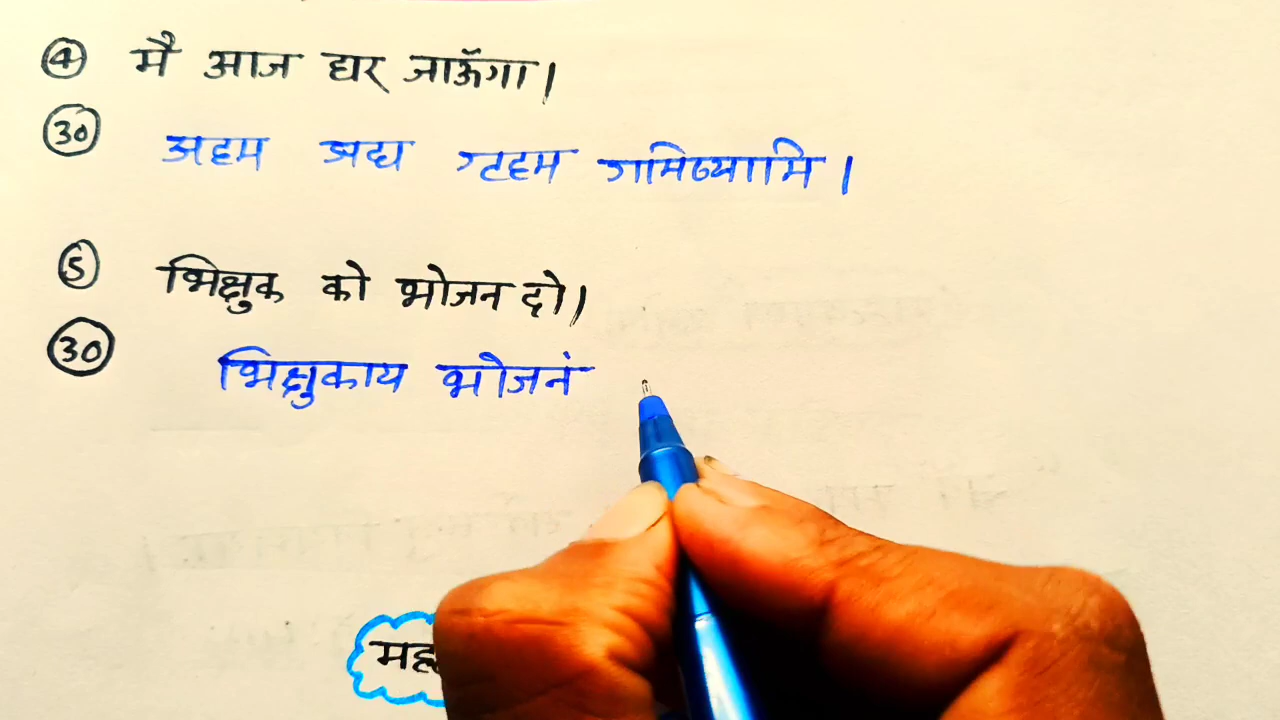 ④ मै आज घर जाऊँगा।
㉚ अहम अद्य गृहम गमिष्यामि।
⑤ भिक्षुक को भोजन दो।
㉚ भिक्षुकाय भोजनं